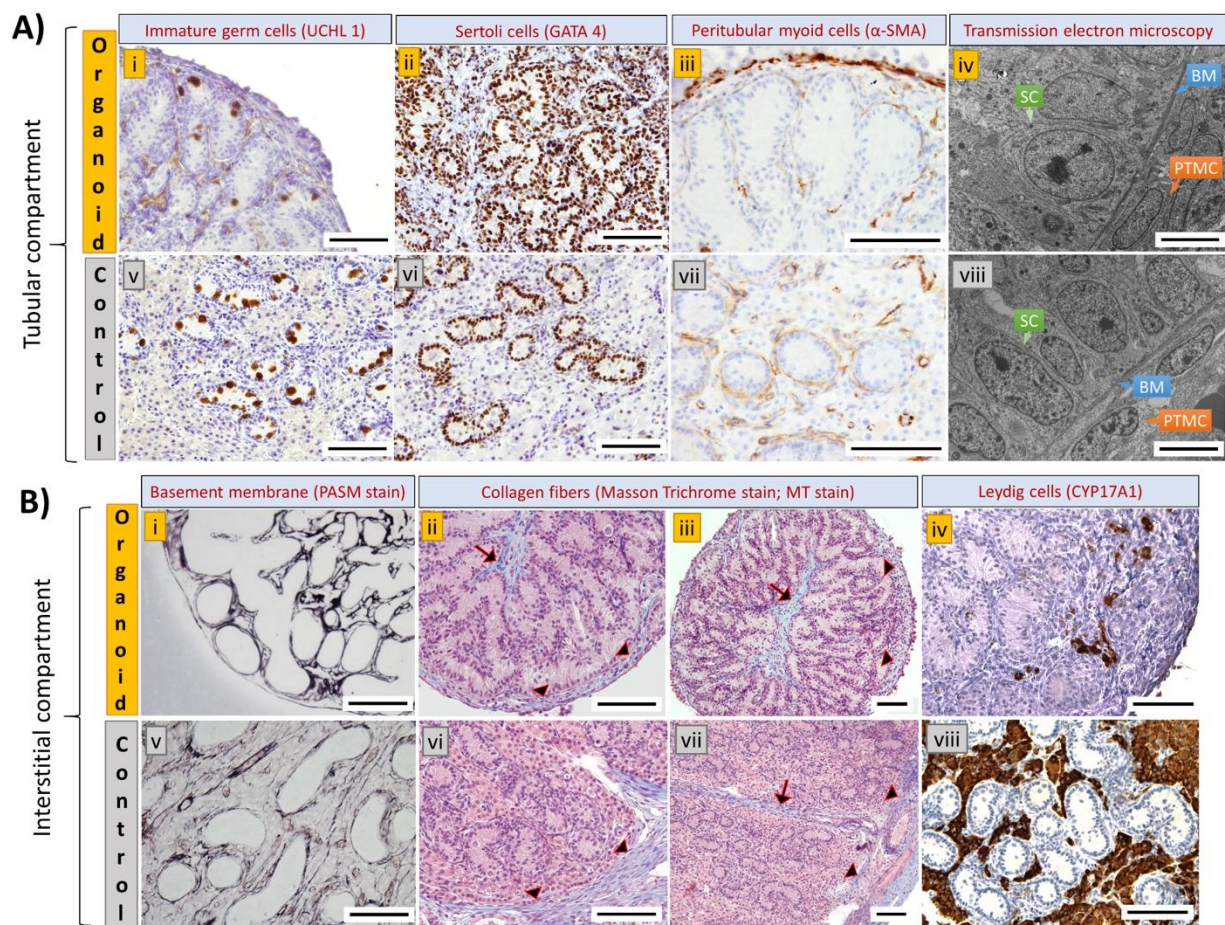 A)
Immature germ cells (UCHL 1)
Sertoli cells (GATA 4)
Peritubular myoid cells (α-SMA)
Transmission electron microscopy
Tubular compartment
Organoid
i
ii
iii
iv
SC
BM
PTMC
Control
v
vi
vii
viii
SC
BM
PTMC
B)
Basement membrane (PASM stain)
Collagen fibers (Masson Trichrome stain; MT stain)
Leydig cells (CYP17A1)
Interstitial compartment
Organoid
i
ii
iii
iv
Control
v
vi
vii
viii